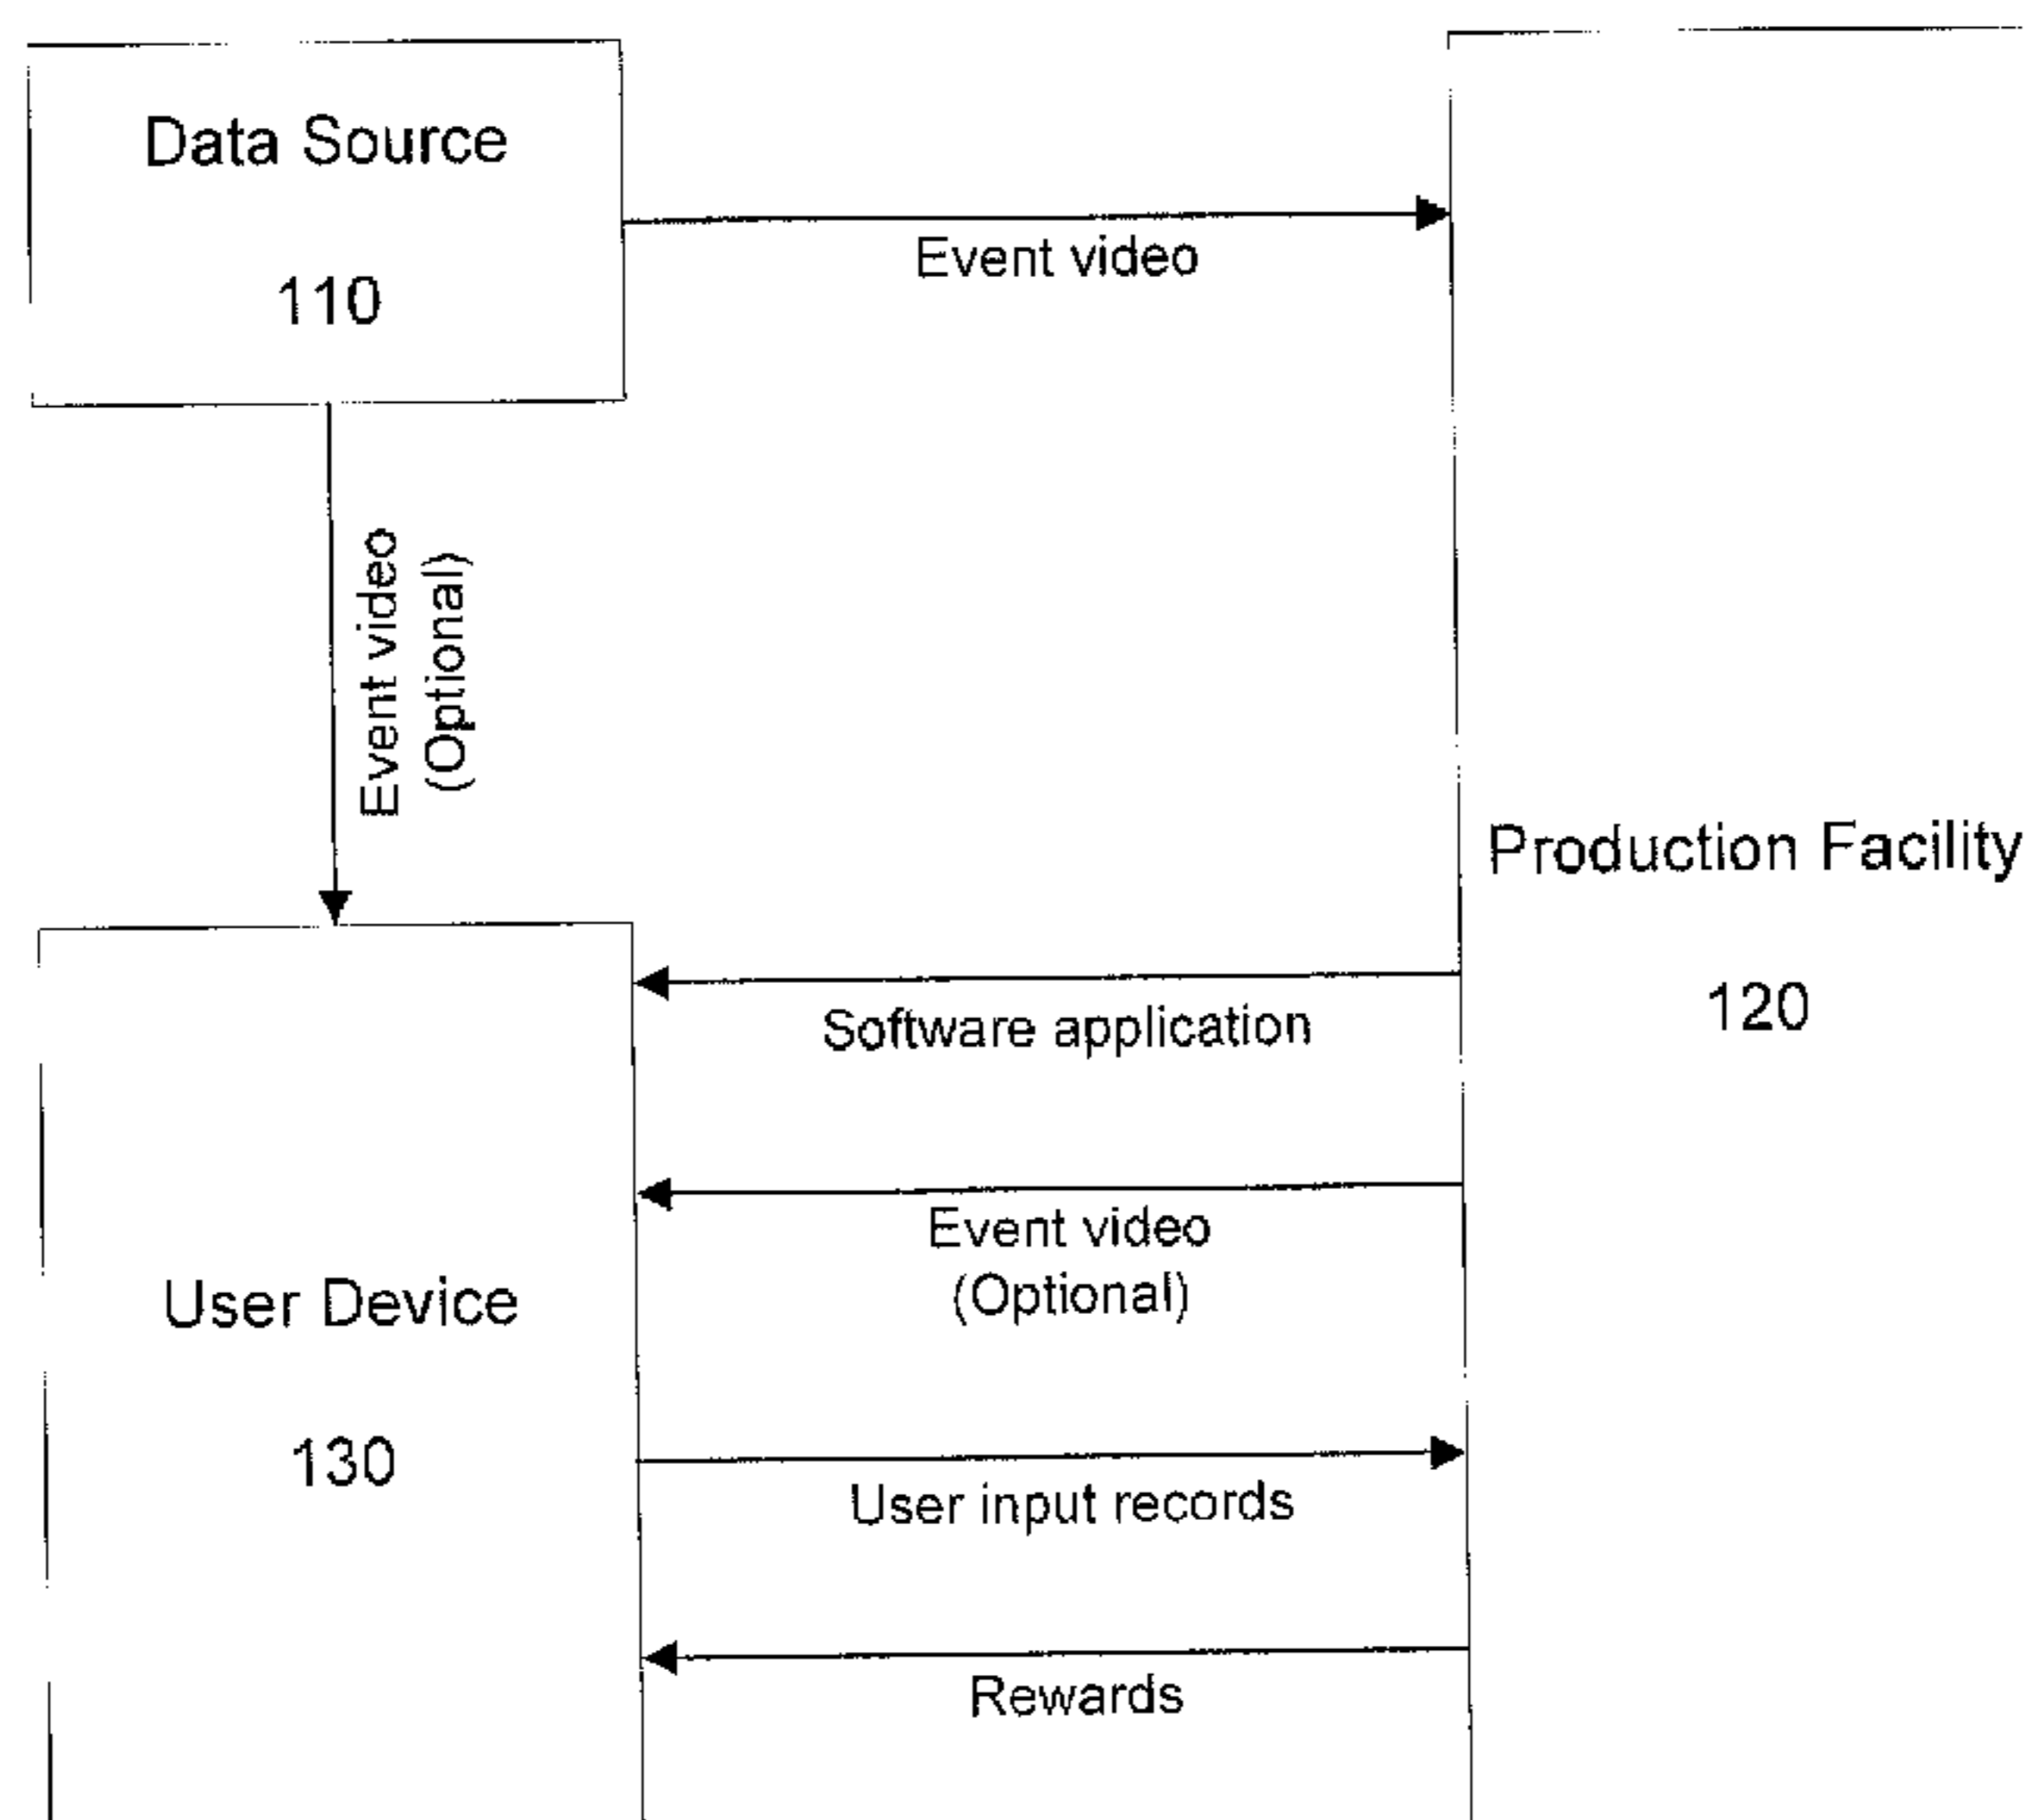 Data Source
110
Event video
Event video
(Optional)
Production Facility
120
Software application
Event video
(Optional)
User Device
130
User input records
Rewards